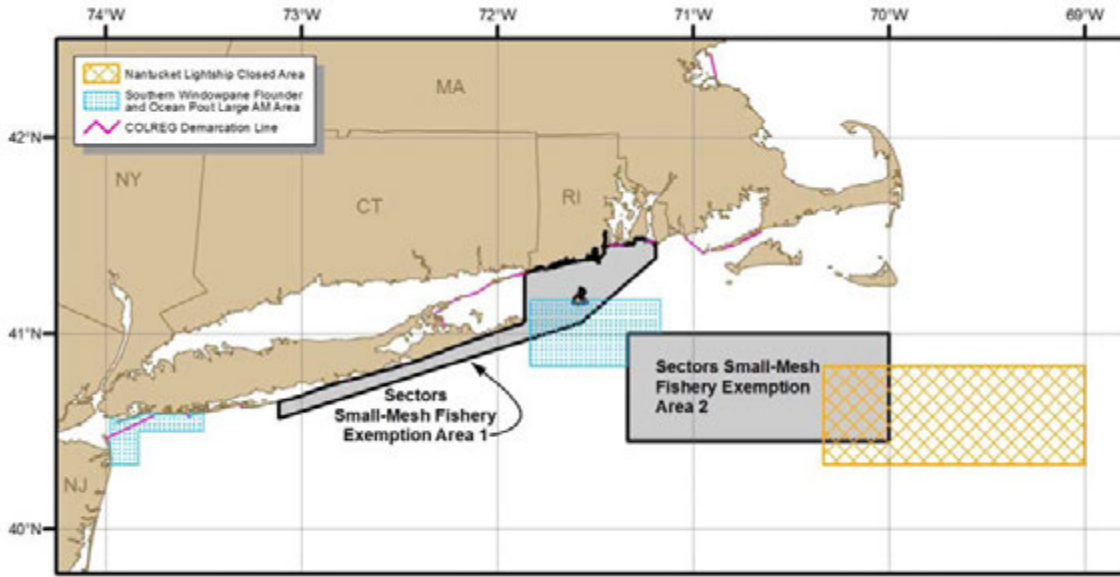 74°W
73°W
72°W
71°W
70°W
69°W
Nantucket Lightship Closed Area
Southern Windowpane Flounder
and Ocean Pout Large AM Area
COLREG Demarcation Line
MA
42°N
NY
CT
RI
41°N
Sectors Small-Mesh
Fishery Exemption
Area 2
Sectors
Small-Mesh Fishery
Exemption Area 1
NJ
40°N